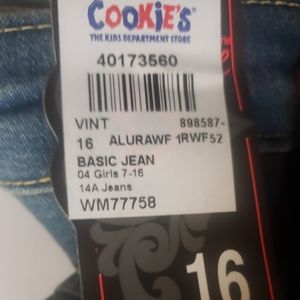 COOKIE'S
THE KIDS DEPARTMENT STORE
40173560
VINT 898587-
16 ALURAWF 1RWF52
BASIC JEAN
04 Girls 7-16
14A Jeans
WM77758
16